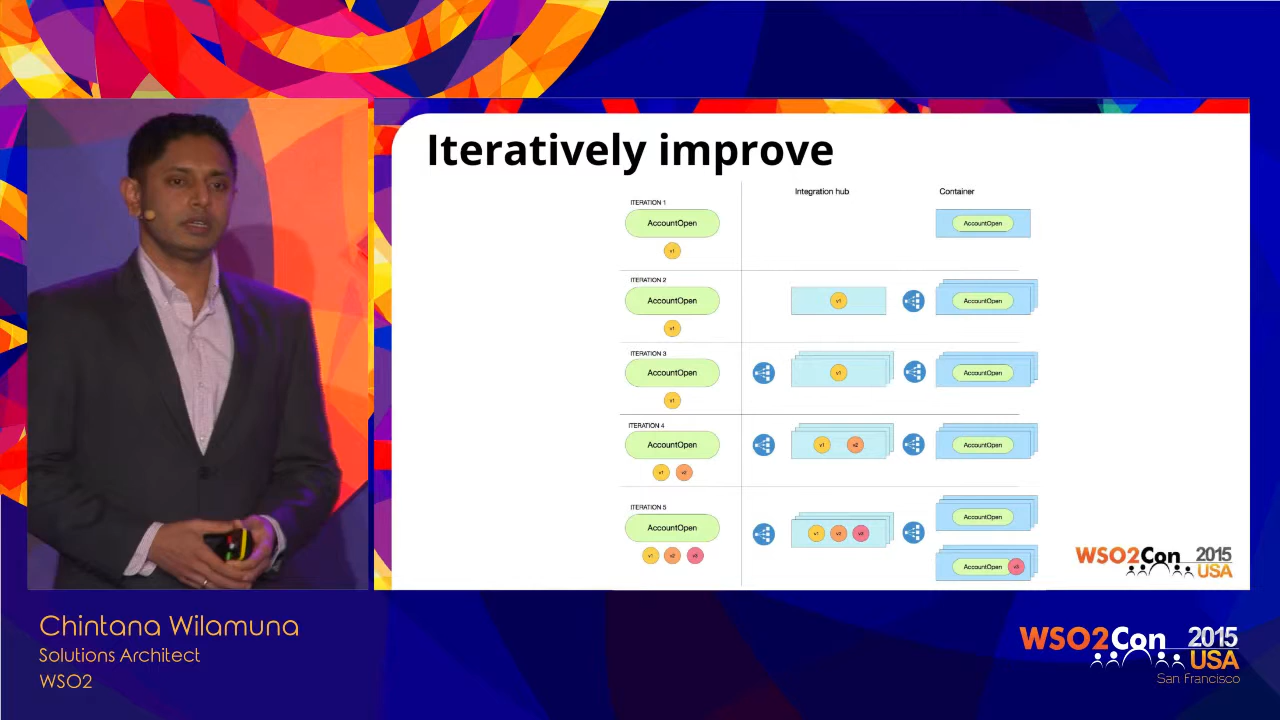 Iteratively improve
Integration hub
Container
ITERATION 1
AccountOpen
v1
AccountOpen
ITERATION 2
AccountOpen
v1
v1
AccountOpen
ITERATION 3
AccountOpen
v1
v1
AccountOpen
ITERATION 4
AccountOpen
v1 v2
v1 v2
AccountOpen
ITERATION 5
AccountOpen
v1 v2 v3
v1 v2 v3
AccountOpen
AccountOpen v3
WSO2Con 2015
USA
Chintana Wilamuna
Solutions Architect
WSO2
WSO2Con 2015
USA
San Francisco